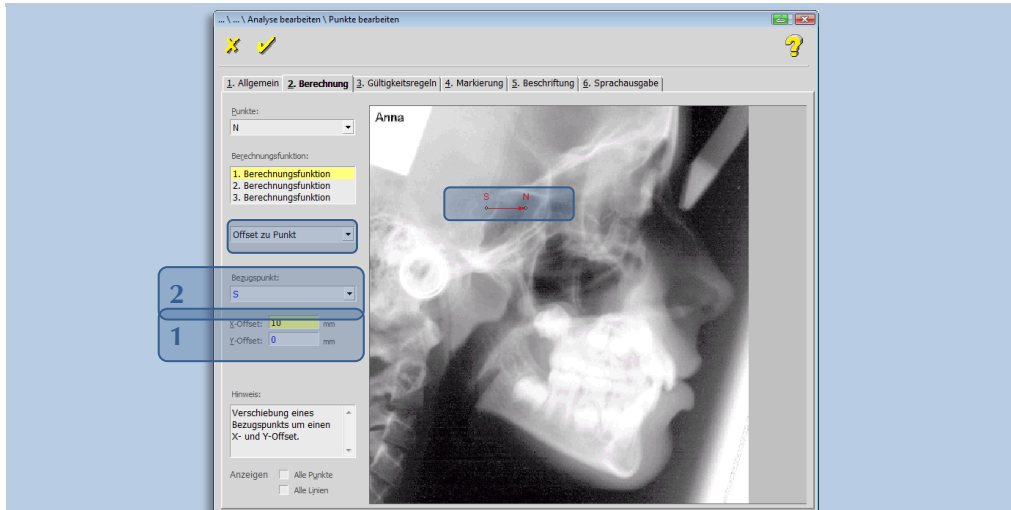 ... \ ... \ Analyse bearbeiten \ Punkte bearbeiten
1. Allgemein 2. Berechnung 3. Gültigkeitsregeln 4. Markierung 5. Beschriftung 6. Sprachausgabe
Punkte:
N
Berechnungsfunktion:
1. Berechnungsfunktion
2. Berechnungsfunktion
3. Berechnungsfunktion
Offset zu Punkt
2
Bezugspunkt:
S
1
X-Offset: 10 mm
Y-Offset: 0 mm
Hinweis:
Verschiebung eines
Bezugspunkts um einen
X- und Y-Offset.
Anzeigen Alle Punkte
Alle Linien
Anna
S N